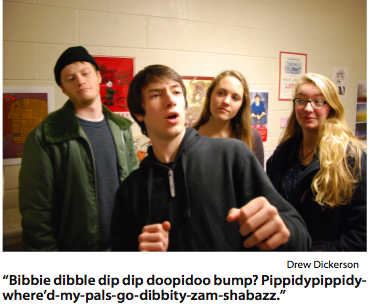 Drew Dickerson
“Bibbie dibble dip dip doopidoo bump? Pippidypippidy-
where’d-my-pals-go-dibbity-zam-shabazz.”